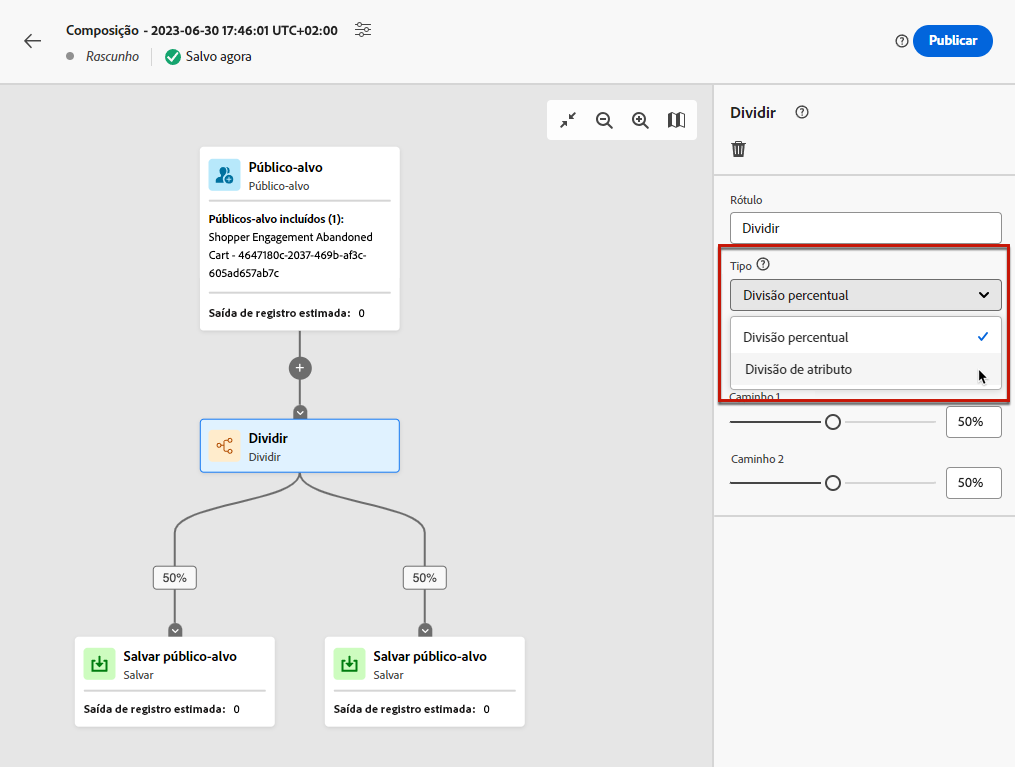 Composição - 2023-06-30 17:46:01 UTC+02:00
Rascunho
Salvo agora
Publicar
Público-alvo
Público-alvo
Públicos-alvo incluídos (1):
Shopper Engagement Abandoned
Cart - 4647180c-2037-469b-af3c-
605ad657ab7c
Saída de registro estimada: 0
Dividir
Dividir
50%
50%
Salvar público-alvo
Salvar
Saída de registro estimada: 0
Salvar público-alvo
Salvar
Saída de registro estimada: 0
Dividir
Rótulo
Dividir
Tipo
Divisão percentual
Divisão percentual
Divisão de atributo
Caminho 1
50%
Caminho 2
50%